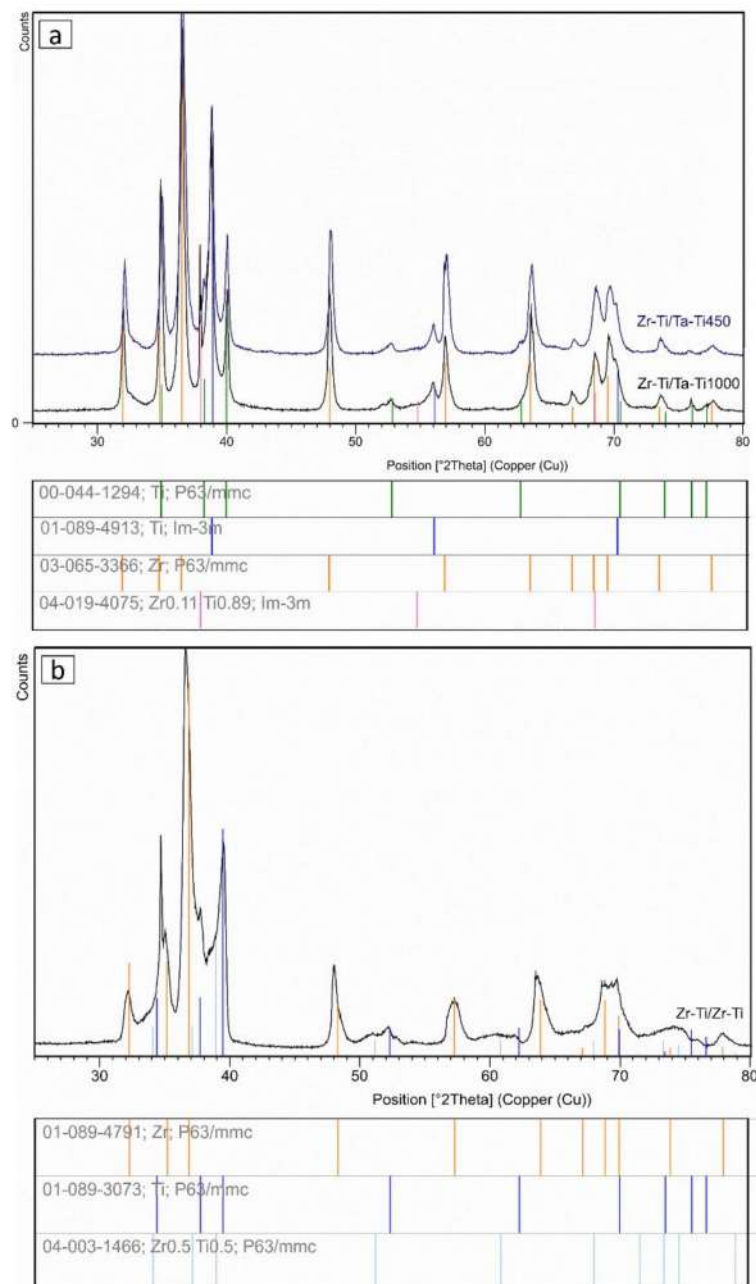 Counts
a
Zr-Ti/Ta-Ti450
Zr-Ti/Ta-Ti1000
0
30 40 50 60 70 80
Position [°2Theta] (Copper (Cu))
00-044-1294; Ti; P63/mmc
01-089-4913; Ti; Im-3m
03-065-3366; Zr; P63/mmc
04-019-4075; Zr0.11 Ti0.89; Im-3m
Counts
b
Zr-Ti/Zr-Ti
30 40 50 60 70 80
Position [°2Theta] (Copper (Cu))
01-089-4791; Zr; P63/mmc
01-089-3073; Ti; P63/mmc
04-003-1466; Zr0.5 Ti0.5; P63/mmc